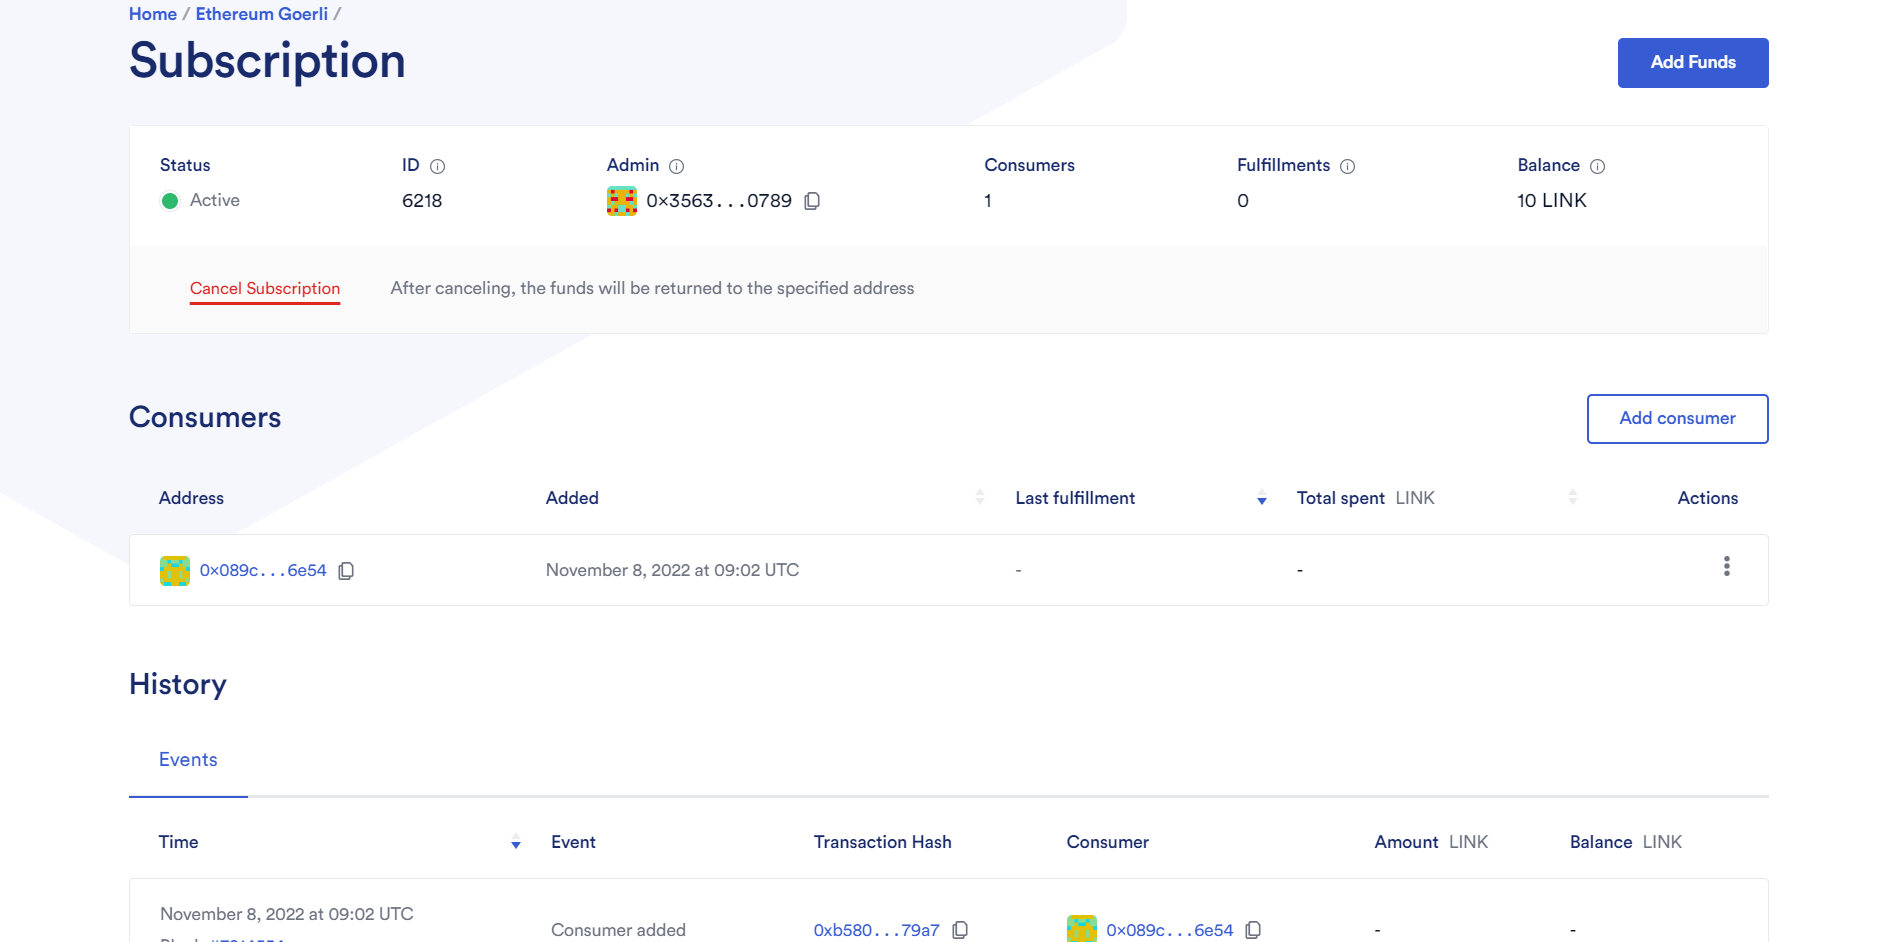 Home / Ethereum Goerli /
Subscription
Add Funds
Status ID Admin Consumers Fulfillments Balance
Active 6218 0x3563...0789 1 0 10 LINK
Cancel Subscription After canceling, the funds will be returned to the specified address
Consumers
Add consumer
Address Added Last fulfillment Total spent LINK Actions
0x089c...6e54 November 8, 2022 at 09:02 UTC - -
History
Events
Time Event Transaction Hash Consumer Amount LINK Balance LINK
November 8, 2022 at 09:02 UTC
Consumer added 0xb580...79a7 0x089c...6e54 - -